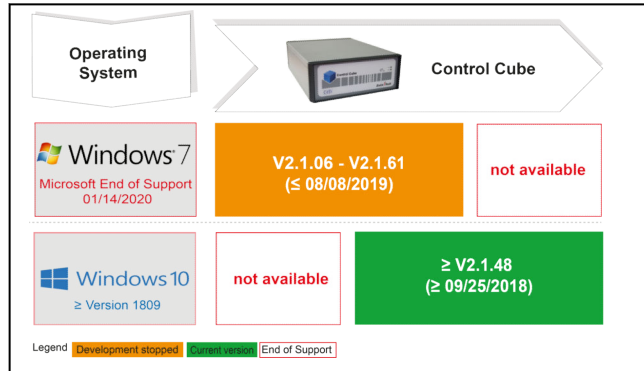 Operating
System
Control Cube
Windows 7
Microsoft End of Support
01/14/2020
V2.1.06 - V2.1.61
(≤ 08/08/2019)
not available
Windows 10
≥ Version 1809
not available
≥ V2.1.48
(≥ 09/25/2018)
Legend Development stopped Current version End of Support